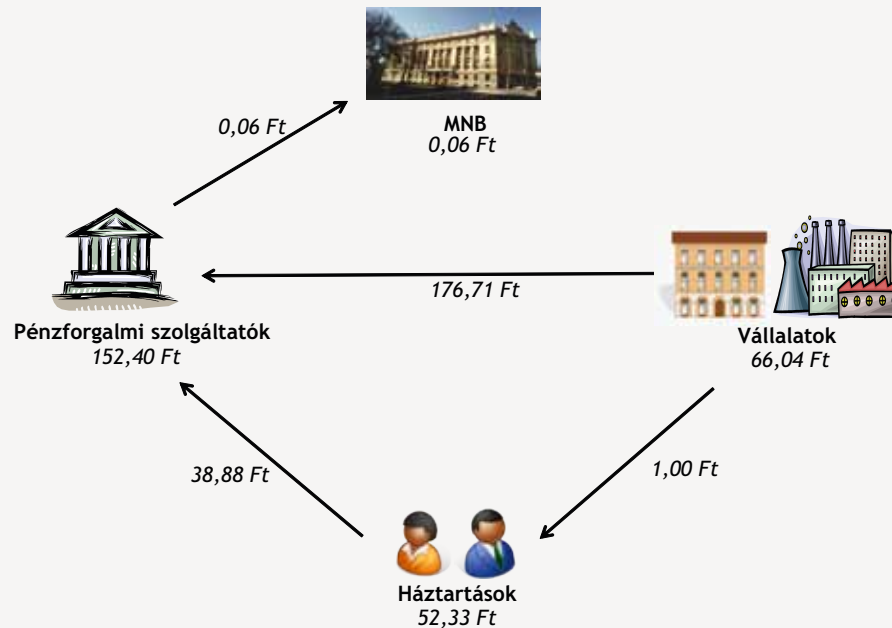 MNB
0,06 Ft
0,06 Ft
176,71 Ft
Pénzforgalmi szolgáltatók
152,40 Ft
Vállalatok
66,04 Ft
38,88 Ft
1,00 Ft
Háztartások
52,33 Ft